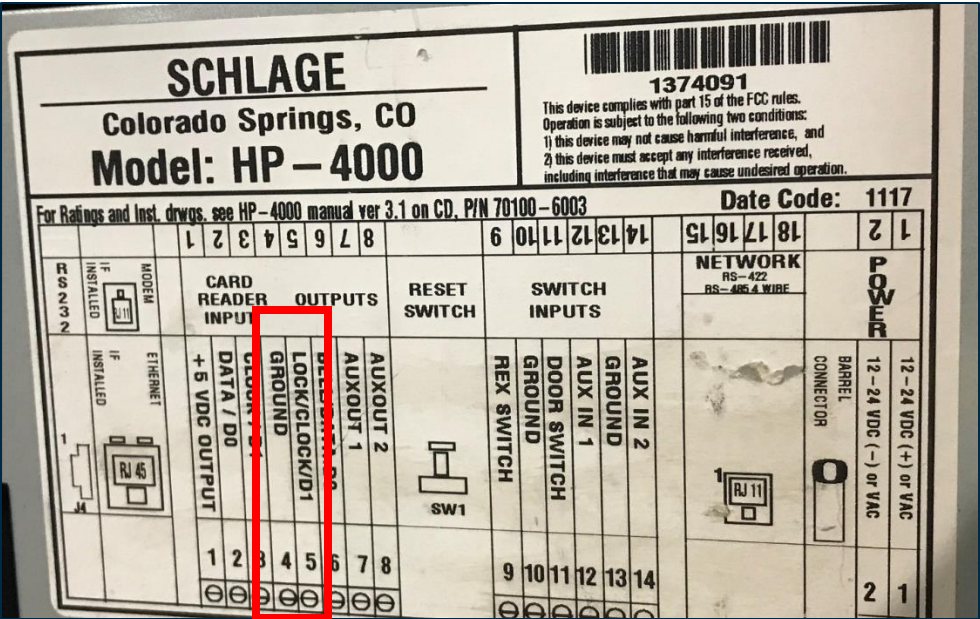 SCHLAGE
Colorado Springs, CO
Model: HP-4000
1374091
This device complies with part 15 of the FCC rules.
Operation is subject to the following two conditions:
1) this device may not cause harmful interference, and
2) this device must accept any interference received,
including interference that may cause undesired operation.
For Ratings and Inst. drwgs. see HP-4000 manual ver 3.1 on CD, P/N 70100-6003
Date Code: 1117
1 2 3 4 5 6 7 8
9 10 11 12 13 14
15 16 17 18
2 1
RS232
MODEM
IF
INSTALLED
RJ 11
CARD
READER
OUTPUTS
RESET
SWITCH
SWITCH
INPUTS
NETWORK
RS-422
RS-485 4 WIRE
POWER
ETHERNET
IF
INSTALLED
1
RJ 45
J4
+5 VDC OUTPUT
DATA / D0
GROUND
LOCK/CLOCK/D1
AUXOUT 1
AUXOUT 2
SW1
REX SWITCH
GROUND
DOOR SWITCH
AUX IN 1
GROUND
AUX IN 2
1
RJ 11
BARREL
CONNECTOR
12-24 VDC (-) or VAC
12-24 VDC (+) or VAC
1 2 3 4 5 6 7 8
9 10 11 12 13 14
2 1